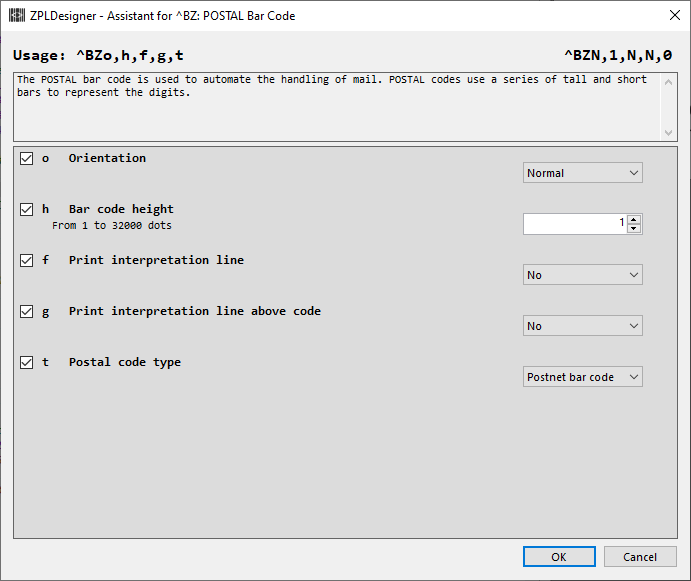 ZPLDesigner - Assistant for ^BZ: POSTAL Bar Code
Usage: ^BZo,h,f,g,t ^BZN,1,N,N,0
The POSTAL bar code is used to automate the handling of mail. POSTAL codes use a series of tall and short
bars to represent the digits.
o Orientation
Normal
h Bar code height
From 1 to 32000 dots
1
f Print interpretation line
No
g Print interpretation line above code
No
t Postal code type
Postnet bar code
OK Cancel